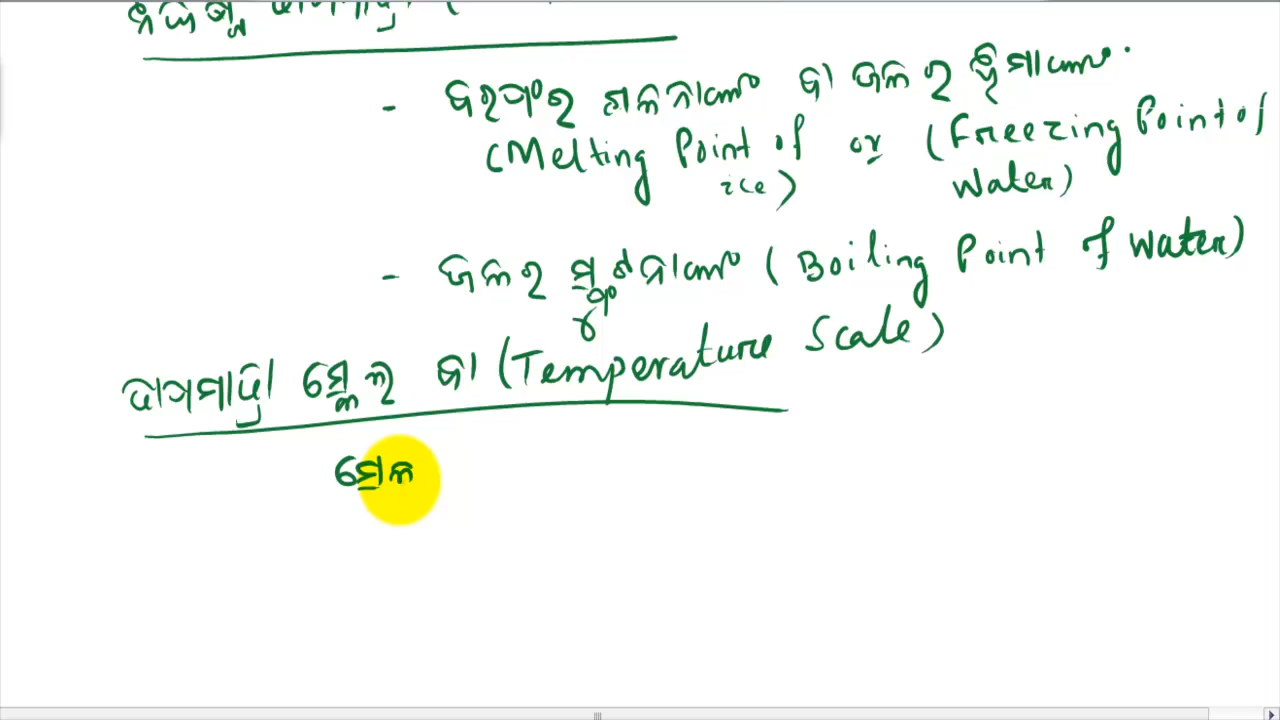 - ବରଫର ଗଳନାଙ୍କ ବା ଜଳର ହିମାଙ୍କ.
(Melting Point of ice) or (Freezing Point of Water)
- ଜଳର ସ୍ଫୁଟନାଙ୍କ (Boiling Point of Water)
ତାପମାତ୍ରା ସ୍କେଲ ବା (Temperature Scale)